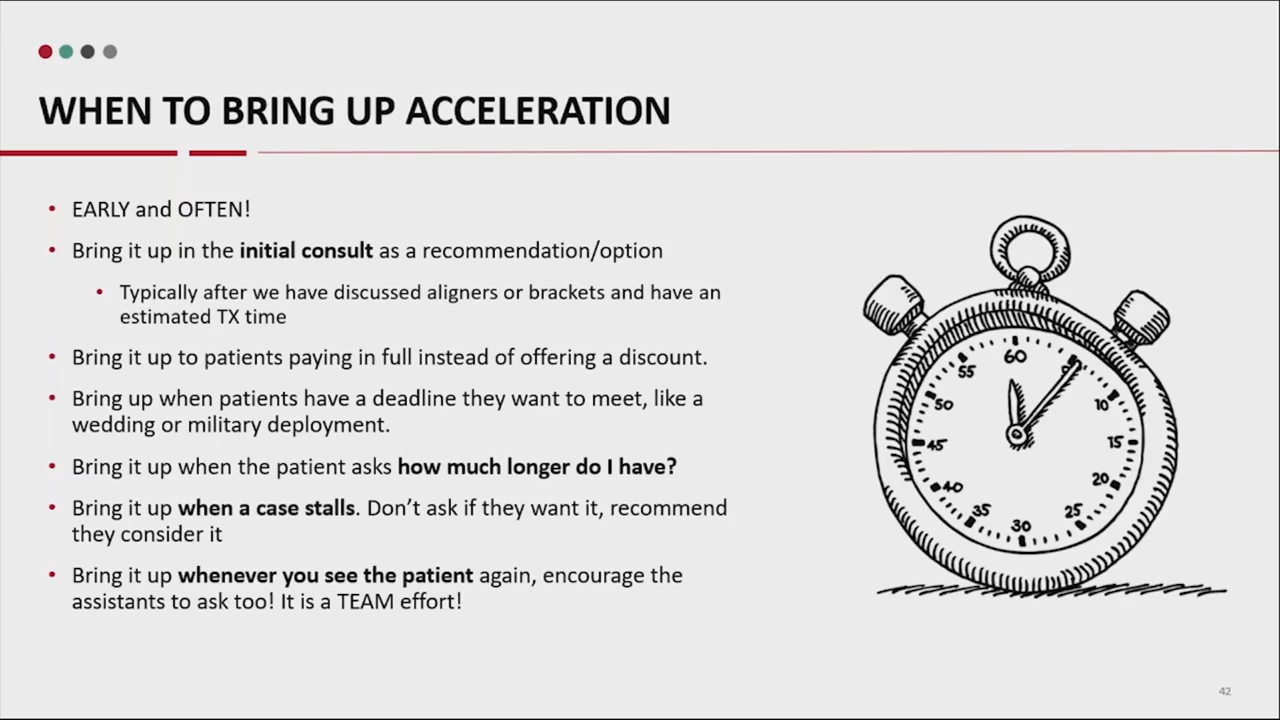 WHEN TO BRING UP ACCELERATION
• EARLY and OFTEN!
• Bring it up in the initial consult as a recommendation/option
• Typically after we have discussed aligners or brackets and have an
estimated TX time
• Bring it up to patients paying in full instead of offering a discount.
• Bring up when patients have a deadline they want to meet, like a
wedding or military deployment.
• Bring it up when the patient asks how much longer do I have?
• Bring it up when a case stalls. Don’t ask if they want it, recommend
they consider it
• Bring it up whenever you see the patient again, encourage the
assistants to ask too! It is a TEAM effort!
60
10
15
20
25
30
35
40
45
50
55
42